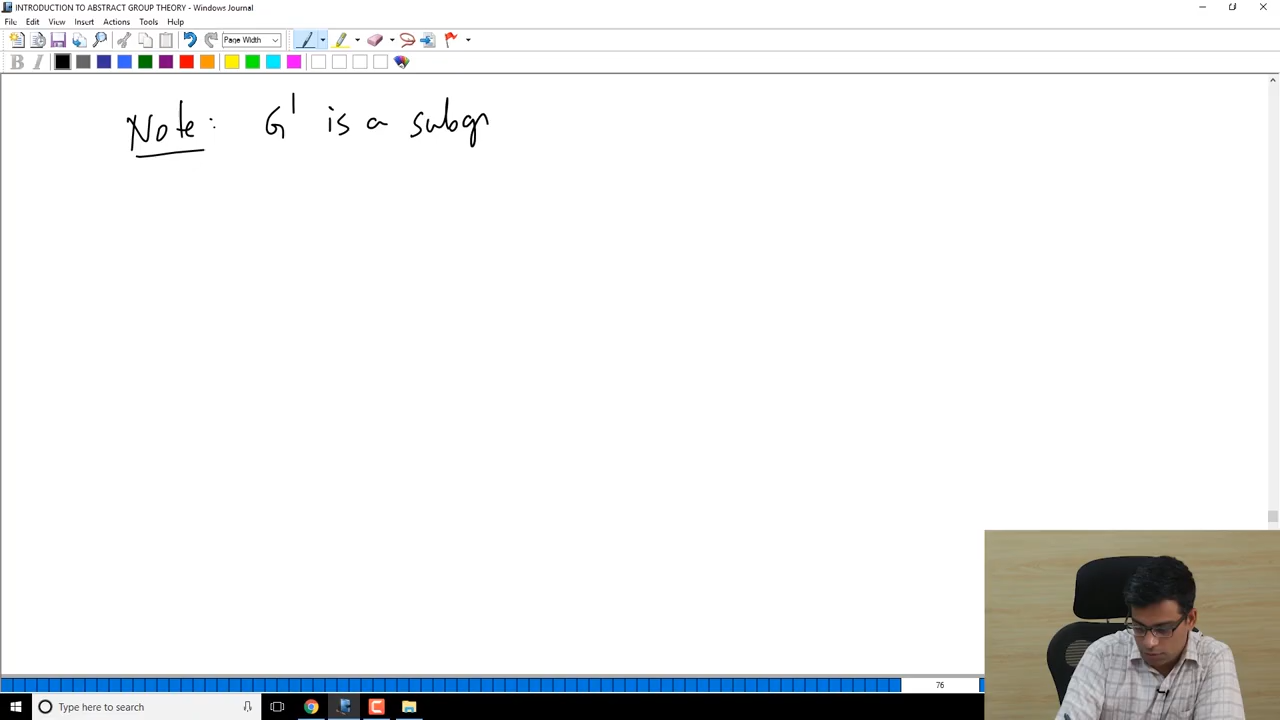 INTRODUCTION TO ABSTRACT GROUP THEORY - Windows Journal
File Edit View Insert Actions Tools Help
Page Width
B I
Note: G' is a subgr
76
Type here to search